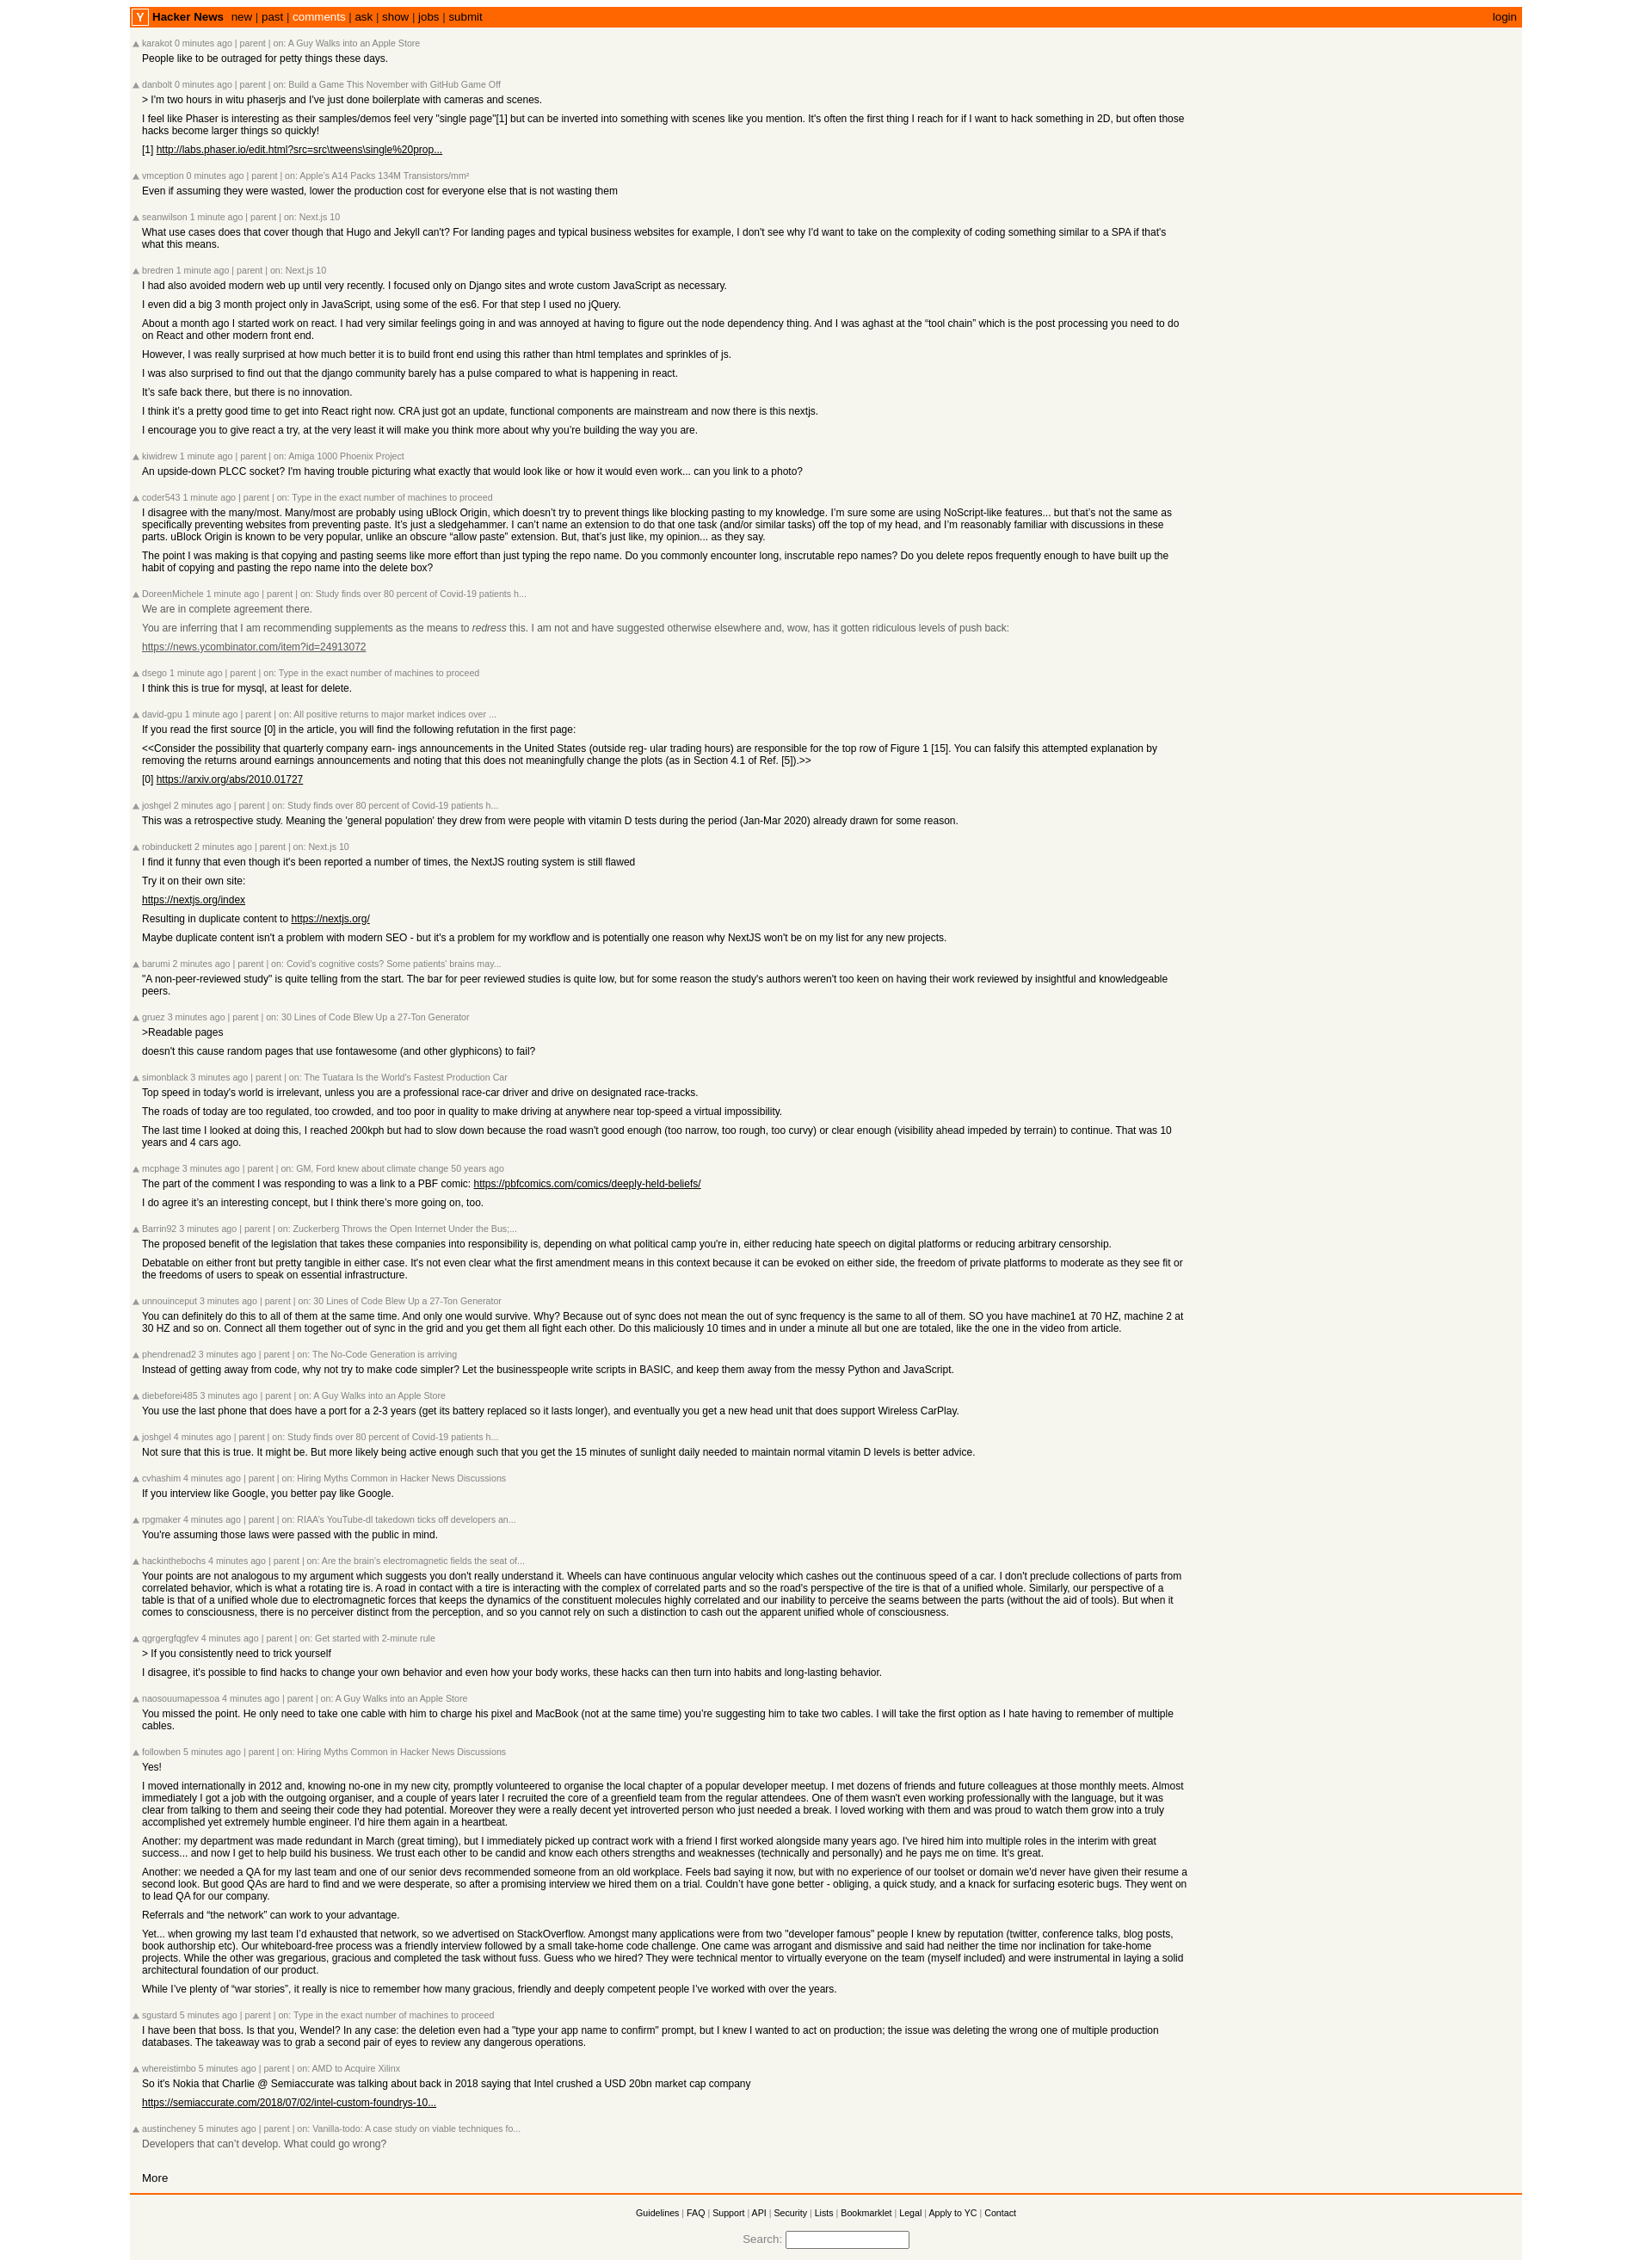 Y Hacker News new | past | comments | ask | show | jobs | submit login
karakot 0 minutes ago | parent | on: A Guy Walks into an Apple Store
People like to be outraged for petty things these days.
danbolt 0 minutes ago | parent | on: Build a Game This November with GitHub Game Off
> I'm two hours in witu phaserjs and I've just done boilerplate with cameras and scenes.
I feel like Phaser is interesting as their samples/demos feel very "single page"[1] but can be inverted into something with scenes like you mention. It's often the first thing I reach for if I want to hack something in 2D, but often those
hacks become larger things so quickly!
[1] http://labs.phaser.io/edit.html?src=src\tweens\single%20prop...
vmception 0 minutes ago | parent | on: Apple's A14 Packs 134M Transistors/mm²
Even if assuming they were wasted, lower the production cost for everyone else that is not wasting them
seanwilson 1 minute ago | parent | on: Next.js 10
What use cases does that cover though that Hugo and Jekyll can't? For landing pages and typical business websites for example, I don't see why I'd want to take on the complexity of coding something similar to a SPA if that's
what this means.
bredren 1 minute ago | parent | on: Next.js 10
I had also avoided modern web up until very recently. I focused only on Django sites and wrote custom JavaScript as necessary.
I even did a big 3 month project only in JavaScript, using some of the es6. For that step I used no jQuery.
About a month ago I started work on react. I had very similar feelings going in and was annoyed at having to figure out the node dependency thing. And I was aghast at the “tool chain” which is the post processing you need to do
on React and other modern front end.
However, I was really surprised at how much better it is to build front end using this rather than html templates and sprinkles of js.
I was also surprised to find out that the django community barely has a pulse compared to what is happening in react.
It’s safe back there, but there is no innovation.
I think it’s a pretty good time to get into React right now. CRA just got an update, functional components are mainstream and now there is this nextjs.
I encourage you to give react a try, at the very least it will make you think more about why you’re building the way you are.
kiwidrew 1 minute ago | parent | on: Amiga 1000 Phoenix Project
An upside-down PLCC socket? I'm having trouble picturing what exactly that would look like or how it would even work... can you link to a photo?
coder543 1 minute ago | parent | on: Type in the exact number of machines to proceed
I disagree with the many/most. Many/most are probably using uBlock Origin, which doesn’t try to prevent things like blocking pasting to my knowledge. I’m sure some are using NoScript-like features... but that’s not the same as
specifically preventing websites from preventing paste. It’s just a sledgehammer. I can’t name an extension to do that one task (and/or similar tasks) off the top of my head, and I’m reasonably familiar with discussions in these
parts. uBlock Origin is known to be very popular, unlike an obscure “allow paste” extension. But, that’s just like, my opinion... as they say.
The point I was making is that copying and pasting seems like more effort than just typing the repo name. Do you commonly encounter long, inscrutable repo names? Do you delete repos frequently enough to have built up the
habit of copying and pasting the repo name into the delete box?
DoreenMichele 1 minute ago | parent | on: Study finds over 80 percent of Covid-19 patients h...
We are in complete agreement there.
You are inferring that I am recommending supplements as the means to redress this. I am not and have suggested otherwise elsewhere and, wow, has it gotten ridiculous levels of push back:
https://news.ycombinator.com/item?id=24913072
dsego 1 minute ago | parent | on: Type in the exact number of machines to proceed
I think this is true for mysql, at least for delete.
david-gpu 1 minute ago | parent | on: All positive returns to major market indices over ...
If you read the first source [0] in the article, you will find the following refutation in the first page:
<<Consider the possibility that quarterly company earn- ings announcements in the United States (outside reg- ular trading hours) are responsible for the top row of Figure 1 [15]. You can falsify this attempted explanation by
removing the returns around earnings announcements and noting that this does not meaningfully change the plots (as in Section 4.1 of Ref. [5]).>>
[0] https://arxiv.org/abs/2010.01727
joshgel 2 minutes ago | parent | on: Study finds over 80 percent of Covid-19 patients h...
This was a retrospective study. Meaning the 'general population' they drew from were people with vitamin D tests during the period (Jan-Mar 2020) already drawn for some reason.
robinduckett 2 minutes ago | parent | on: Next.js 10
I find it funny that even though it's been reported a number of times, the NextJS routing system is still flawed
Try it on their own site:
https://nextjs.org/index
Resulting in duplicate content to https://nextjs.org/
Maybe duplicate content isn't a problem with modern SEO - but it's a problem for my workflow and is potentially one reason why NextJS won't be on my list for any new projects.
barumi 2 minutes ago | parent | on: Covid's cognitive costs? Some patients' brains may...
"A non-peer-reviewed study" is quite telling from the start. The bar for peer reviewed studies is quite low, but for some reason the study's authors weren't too keen on having their work reviewed by insightful and knowledgeable
peers.
gruez 3 minutes ago | parent | on: 30 Lines of Code Blew Up a 27-Ton Generator
>Readable pages
doesn't this cause random pages that use fontawesome (and other glyphicons) to fail?
simonblack 3 minutes ago | parent | on: The Tuatara Is the World's Fastest Production Car
Top speed in today's world is irrelevant, unless you are a professional race-car driver and drive on designated race-tracks.
The roads of today are too regulated, too crowded, and too poor in quality to make driving at anywhere near top-speed a virtual impossibility.
The last time I looked at doing this, I reached 200kph but had to slow down because the road wasn't good enough (too narrow, too rough, too curvy) or clear enough (visibility ahead impeded by terrain) to continue. That was 10
years and 4 cars ago.
mcphage 3 minutes ago | parent | on: GM, Ford knew about climate change 50 years ago
The part of the comment I was responding to was a link to a PBF comic: https://pbfcomics.com/comics/deeply-held-beliefs/
I do agree it’s an interesting concept, but I think there’s more going on, too.
Barrin92 3 minutes ago | parent | on: Zuckerberg Throws the Open Internet Under the Bus;...
The proposed benefit of the legislation that takes these companies into responsibility is, depending on what political camp you're in, either reducing hate speech on digital platforms or reducing arbitrary censorship.
Debatable on either front but pretty tangible in either case. It's not even clear what the first amendment means in this context because it can be evoked on either side, the freedom of private platforms to moderate as they see fit or
the freedoms of users to speak on essential infrastructure.
unnouinceput 3 minutes ago | parent | on: 30 Lines of Code Blew Up a 27-Ton Generator
You can definitely do this to all of them at the same time. And only one would survive. Why? Because out of sync does not mean the out of sync frequency is the same to all of them. SO you have machine1 at 70 HZ, machine 2 at
30 HZ and so on. Connect all them together out of sync in the grid and you get them all fight each other. Do this maliciously 10 times and in under a minute all but one are totaled, like the one in the video from article.
phendrenad2 3 minutes ago | parent | on: The No-Code Generation is arriving
Instead of getting away from code, why not try to make code simpler? Let the businesspeople write scripts in BASIC, and keep them away from the messy Python and JavaScript.
diebeforei485 3 minutes ago | parent | on: A Guy Walks into an Apple Store
You use the last phone that does have a port for a 2-3 years (get its battery replaced so it lasts longer), and eventually you get a new head unit that does support Wireless CarPlay.
joshgel 4 minutes ago | parent | on: Study finds over 80 percent of Covid-19 patients h...
Not sure that this is true. It might be. But more likely being active enough such that you get the 15 minutes of sunlight daily needed to maintain normal vitamin D levels is better advice.
cvhashim 4 minutes ago | parent | on: Hiring Myths Common in Hacker News Discussions
If you interview like Google, you better pay like Google.
rpgmaker 4 minutes ago | parent | on: RIAA’s YouTube-dl takedown ticks off developers an...
You're assuming those laws were passed with the public in mind.
hackinthebochs 4 minutes ago | parent | on: Are the brain’s electromagnetic fields the seat of...
Your points are not analogous to my argument which suggests you don't really understand it. Wheels can have continuous angular velocity which cashes out the continuous speed of a car. I don't preclude collections of parts from
correlated behavior, which is what a rotating tire is. A road in contact with a tire is interacting with the complex of correlated parts and so the road's perspective of the tire is that of a unified whole. Similarly, our perspective of a
table is that of a unified whole due to electromagnetic forces that keeps the dynamics of the constituent molecules highly correlated and our inability to perceive the seams between the parts (without the aid of tools). But when it
comes to consciousness, there is no perceiver distinct from the perception, and so you cannot rely on such a distinction to cash out the apparent unified whole of consciousness.
qgrgergfqgfev 4 minutes ago | parent | on: Get started with 2-minute rule
> If you consistently need to trick yourself
I disagree, it's possible to find hacks to change your own behavior and even how your body works, these hacks can then turn into habits and long-lasting behavior.
naosouumapessoa 4 minutes ago | parent | on: A Guy Walks into an Apple Store
You missed the point. He only need to take one cable with him to charge his pixel and MacBook (not at the same time) you’re suggesting him to take two cables. I will take the first option as I hate having to remember of multiple
cables.
followben 5 minutes ago | parent | on: Hiring Myths Common in Hacker News Discussions
Yes!
I moved internationally in 2012 and, knowing no-one in my new city, promptly volunteered to organise the local chapter of a popular developer meetup. I met dozens of friends and future colleagues at those monthly meets. Almost
immediately I got a job with the outgoing organiser, and a couple of years later I recruited the core of a greenfield team from the regular attendees. One of them wasn't even working professionally with the language, but it was
clear from talking to them and seeing their code they had potential. Moreover they were a really decent yet introverted person who just needed a break. I loved working with them and was proud to watch them grow into a truly
accomplished yet extremely humble engineer. I'd hire them again in a heartbeat.
Another: my department was made redundant in March (great timing), but I immediately picked up contract work with a friend I first worked alongside many years ago. I've hired him into multiple roles in the interim with great
success... and now I get to help build his business. We trust each other to be candid and know each others strengths and weaknesses (technically and personally) and he pays me on time. It's great.
Another: we needed a QA for my last team and one of our senior devs recommended someone from an old workplace. Feels bad saying it now, but with no experience of our toolset or domain we'd never have given their resume a
second look. But good QAs are hard to find and we were desperate, so after a promising interview we hired them on a trial. Couldn’t have gone better - obliging, a quick study, and a knack for surfacing esoteric bugs. They went on
to lead QA for our company.
Referrals and “the network” can work to your advantage.
Yet... when growing my last team I’d exhausted that network, so we advertised on StackOverflow. Amongst many applications were from two "developer famous" people I knew by reputation (twitter, conference talks, blog posts,
book authorship etc). Our whiteboard-free process was a friendly interview followed by a small take-home code challenge. One came was arrogant and dismissive and said had neither the time nor inclination for take-home
projects. While the other was gregarious, gracious and completed the task without fuss. Guess who we hired? They were technical mentor to virtually everyone on the team (myself included) and were instrumental in laying a solid
architectural foundation of our product.
While I’ve plenty of “war stories”, it really is nice to remember how many gracious, friendly and deeply competent people I’ve worked with over the years.
sgustard 5 minutes ago | parent | on: Type in the exact number of machines to proceed
I have been that boss. Is that you, Wendel? In any case: the deletion even had a "type your app name to confirm" prompt, but I knew I wanted to act on production; the issue was deleting the wrong one of multiple production
databases. The takeaway was to grab a second pair of eyes to review any dangerous operations.
whereistimbo 5 minutes ago | parent | on: AMD to Acquire Xilinx
So it's Nokia that Charlie @ Semiaccurate was talking about back in 2018 saying that Intel crushed a USD 20bn market cap company
https://semiaccurate.com/2018/07/02/intel-custom-foundrys-10...
austincheney 5 minutes ago | parent | on: Vanilla-todo: A case study on viable techniques fo...
Developers that can’t develop. What could go wrong?
More
Guidelines | FAQ | Support | API | Security | Lists | Bookmarklet | Legal | Apply to YC | Contact
Search: